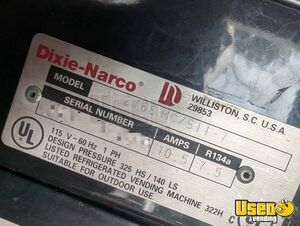 Dixie-Narco®
WILLISTON, S.C. U.S.A.
29853
MODEL
SERIAL NUMBER
AMPS
R134a
10.5
7.5
115 V-60 Hz 1 PH
DESIGN PRESSURE 325 HS/140 LS
LISTED REFRIGERATED VENDING MACHINE 322H
SUITABLE FOR OUTDOOR USE
UL
Used
Vending